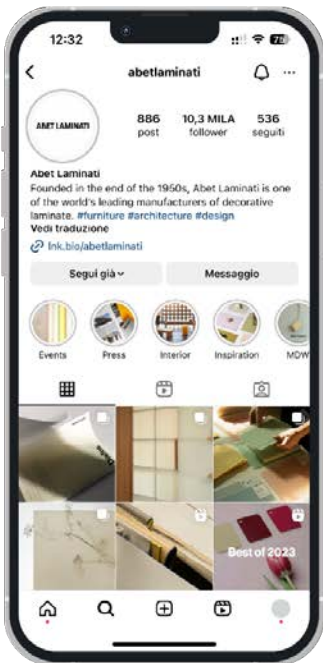 12:32
abetlaminati
ABET LAMINATI
886
post
10,3 MILA
follower
536
seguiti
Abet Laminati
Founded in the end of the 1950s, Abet Laminati is one
of the world's leading manufacturers of decorative
laminate. #furniture #architecture #design
Vedi traduzione
lnk.bio/abetlaminati
Segui già
Messaggio
Events
Press
Interior
Inspiration
MDW
Best of 2023